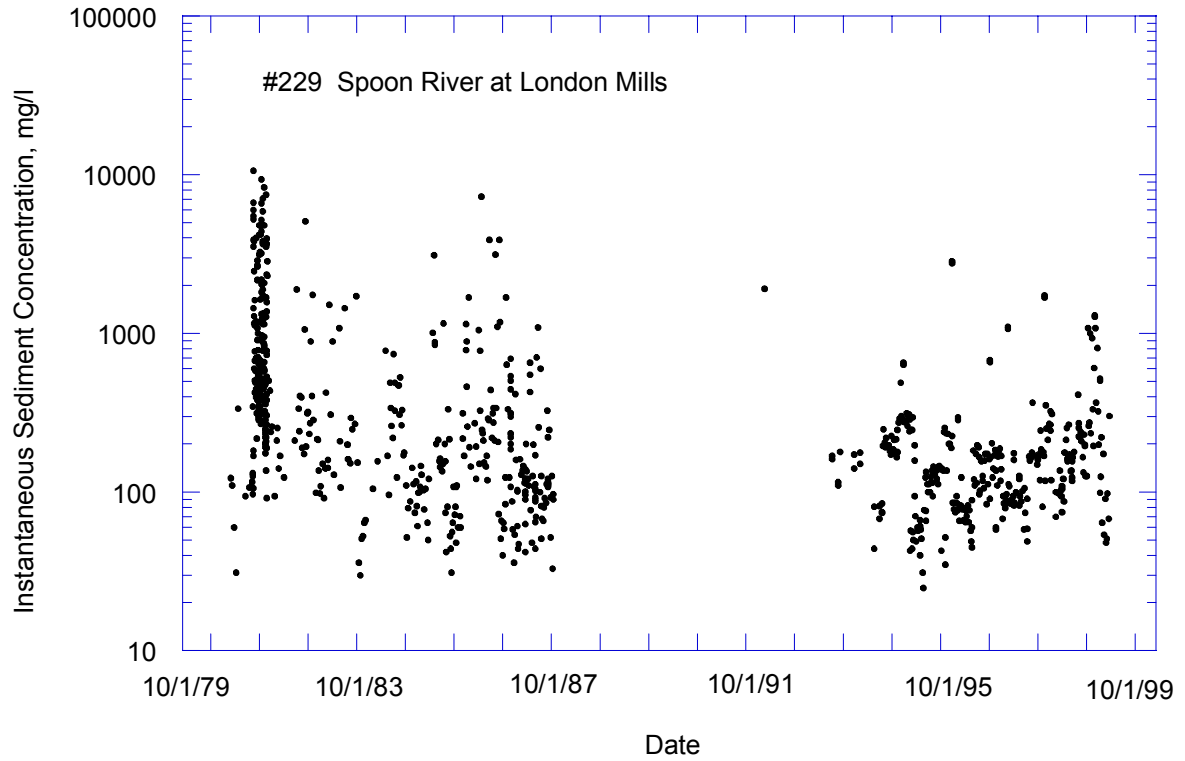 100000
#229 Spoon River at London Mills
10000
1000
100
10
Instantaneous Sediment Concentration, mg/l
10/1/79 10/1/83 10/1/87 10/1/91 10/1/95 10/1/99
Date